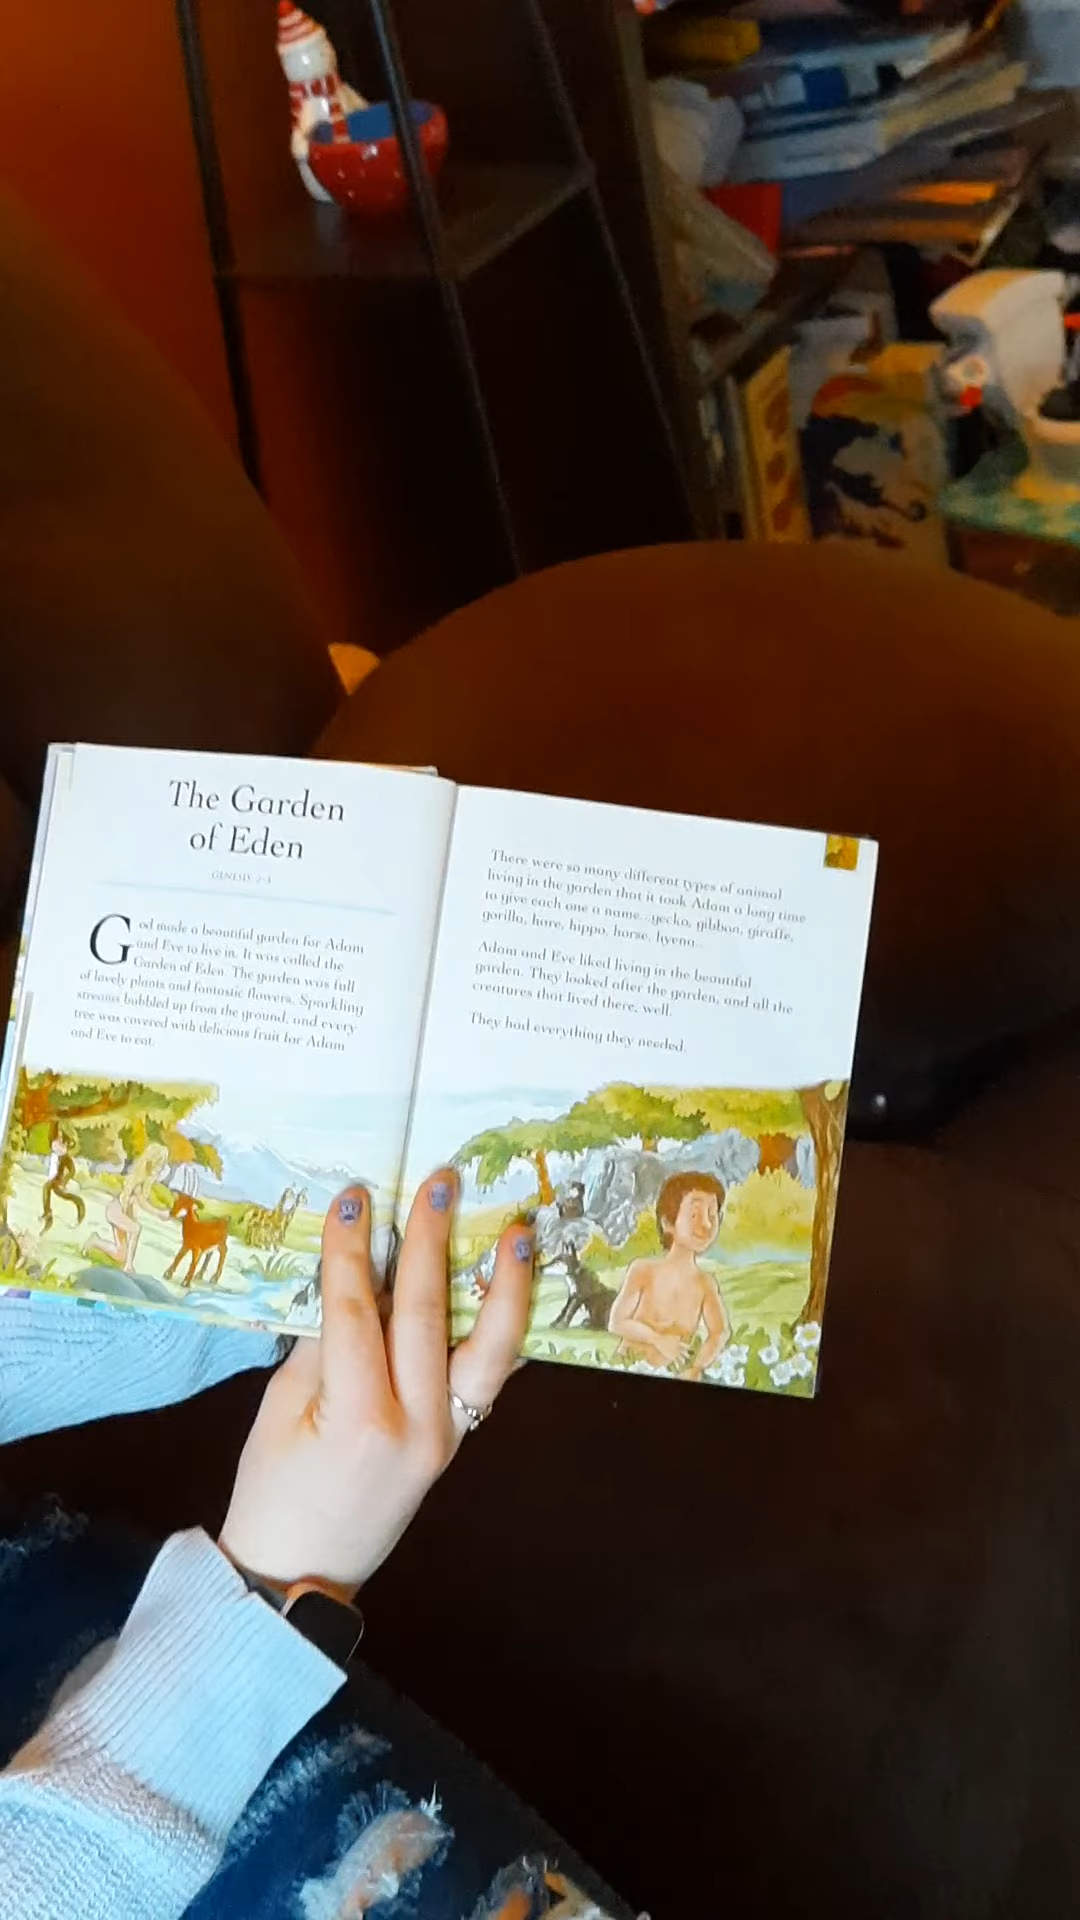 The Garden
of Eden
GENESIS 2-3
God made a beautiful garden for Adam
and Eve to live in. It was called the
Garden of Eden. The garden was full
of lovely plants and fantastic flowers. Sparkling
streams bubbled up from the ground, and every
tree was covered with delicious fruit for Adam
and Eve to eat.
There were so many different types of animal
living in the garden that it took Adam a long time
to give each one a name...gecko, gibbon, giraffe,
gorilla, hare, hippo, horse, hyena...
Adam and Eve liked living in the beautiful
garden. They looked after the garden, and all the
creatures that lived there, well.
They had everything they needed.